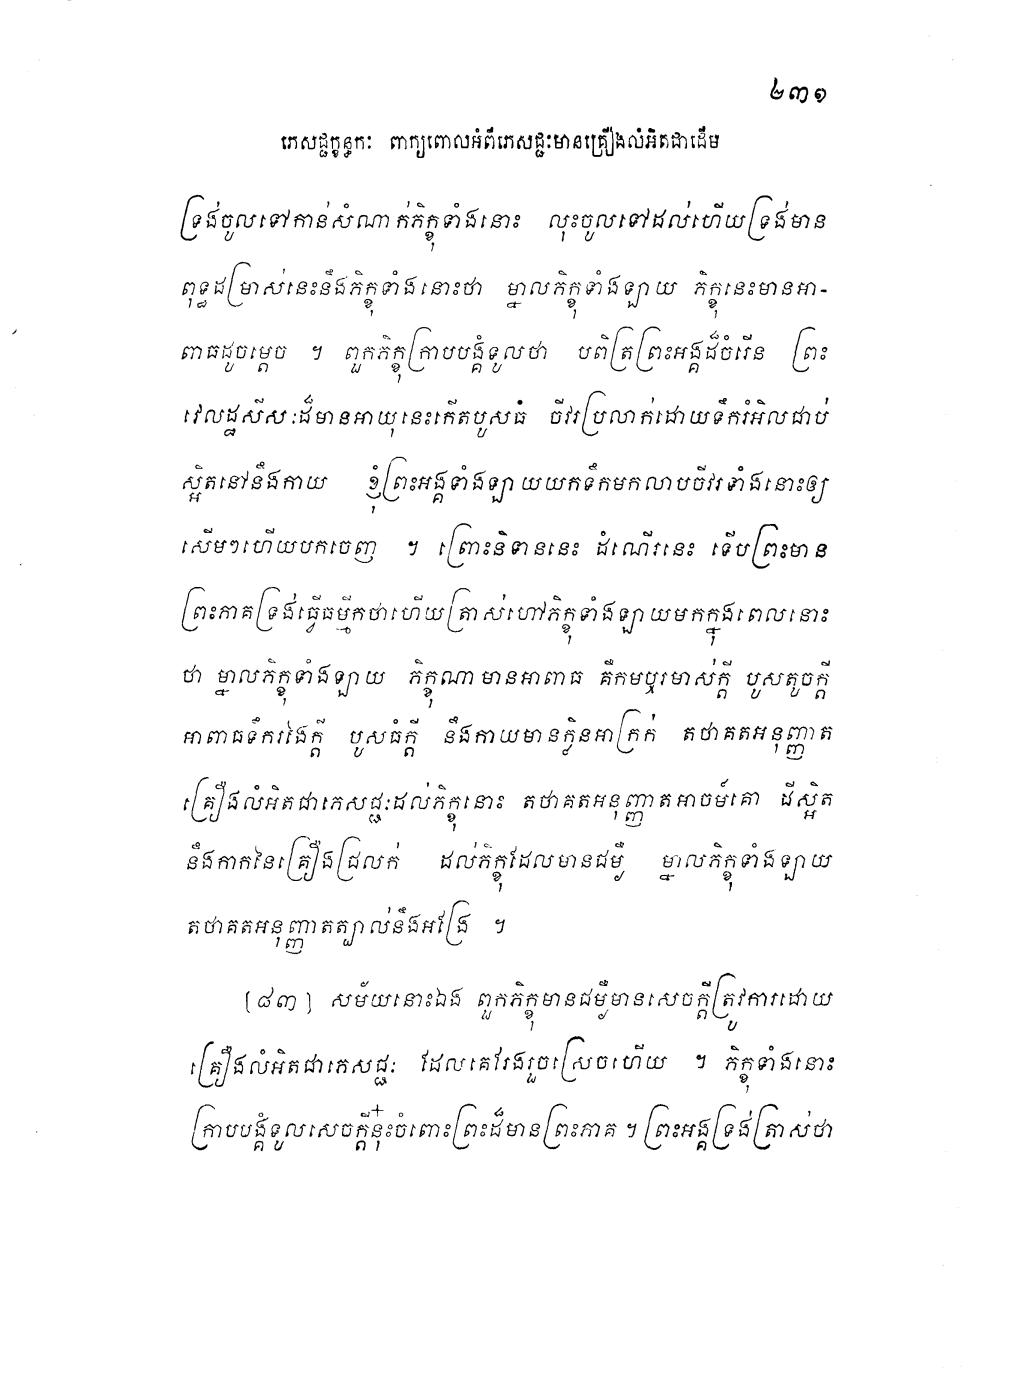 ២៣១
ភេសជ្ជក្ខន្ធកៈ ពាក្យពោលអំពីភេសជ្ជៈមានគ្រឿងលំអិតជាដើម
ទ្រង់ចូលទៅកាន់សំណាក់ភិក្ខុទាំងនោះ លុះចូលទៅដល់ហើយទ្រង់មាន
ពុទ្ធដម្រាស់នេះនឹងភិក្ខុទាំងនោះថា ម្នាលភិក្ខុទាំងឡាយ ភិក្ខុនេះមានអា-
ពាធដូចម្តេច ។ ពួកភិក្ខុក្រាបបង្គំទូលថា បពិត្រព្រះអង្គដ៏ចំរើន ព្រះ
វេលដ្ឋសីសៈដ៏មានអាយុនេះកើតបូសធំ ចីវរប្រលាក់ដោយទឹករំអិលជាប់
ស្អិតនៅនឹងកាយ ខ្ញុំព្រះអង្គទាំងឡាយយកទឹកមកលាបចីវរទាំងនោះឲ្យ
សើមៗហើយបកចេញ ។ ព្រោះនិទាននេះ ដំណើរនេះ ទើបព្រះមាន
ព្រះភាគទ្រង់ធ្វើធម្មីកថាហើយត្រាស់ហៅភិក្ខុទាំងឡាយមកក្នុងពេលនោះ
ថា ម្នាលភិក្ខុទាំងឡាយ ភិក្ខុណាមានអាពាធ គឺកមឬរមាស់ក្តី បូសតូចក្តី
អាពាធទឹករងៃក្តី បូសធំក្តី នឹងកាយមានក្លិនអាក្រក់ តថាគតអនុញ្ញាត
គ្រឿងលំអិតជាភេសជ្ជៈដល់ភិក្ខុនោះ តថាគតអនុញ្ញាតអាចម៍គោ ដីស្អិត
នឹងកាកនៃគ្រឿងជ្រលក់ ដល់ភិក្ខុដែលមានជម្ងឺ ម្នាលភិក្ខុទាំងឡាយ
តថាគតអនុញ្ញាតត្បាល់នឹងអង្រែ ។
[៨៣] សម័យនោះឯង ពួកភិក្ខុមានជម្ងឺមានសេចក្តីត្រូវការដោយ
គ្រឿងលំអិតជាភេសជ្ជៈ ដែលគេរែងរួចស្រេចហើយ ។ ភិក្ខុទាំងនោះ
ក្រាបបង្គំទូលសេចក្តីនុ៎ះចំពោះព្រះដ៏មានព្រះភាគ ។ ព្រះអង្គទ្រង់ត្រាស់ថា